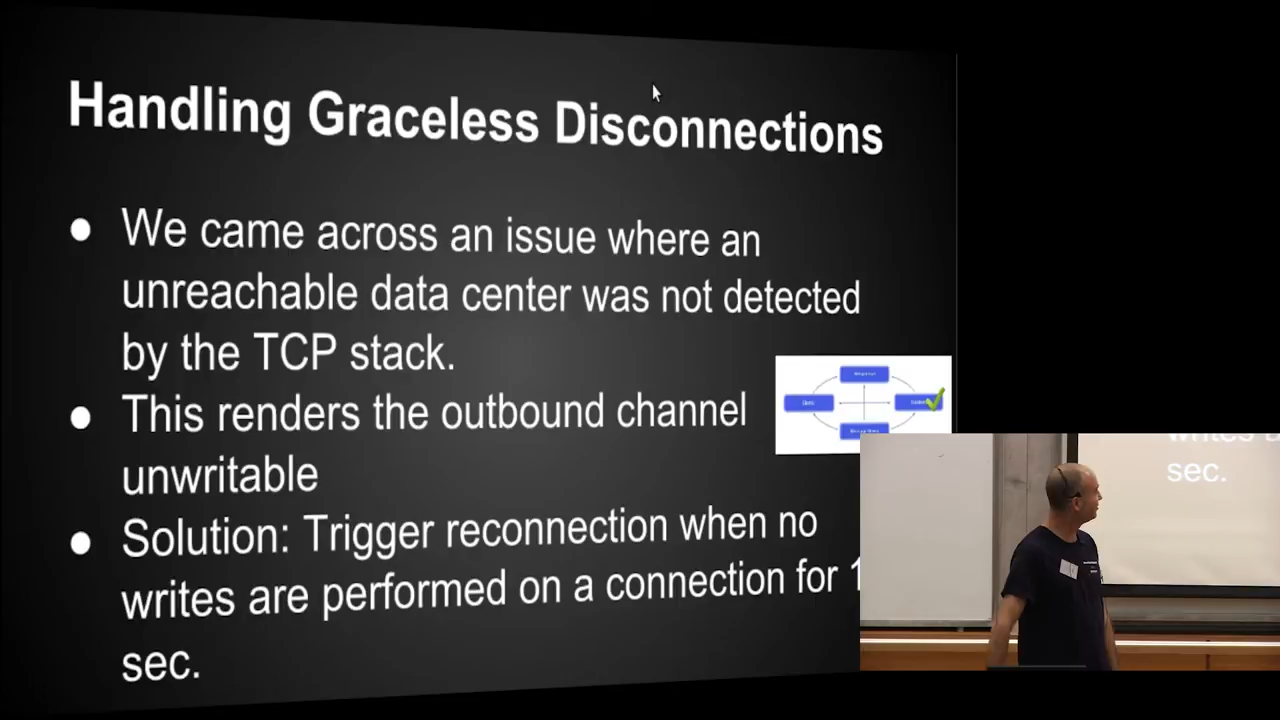 Handling Graceless Disconnections
● We came across an issue where an
unreachable data center was not detected
by the TCP stack.
● This renders the outbound channel
unwritable
● Solution: Trigger reconnection when no
writes are performed on a connection for 1
sec.
sec.